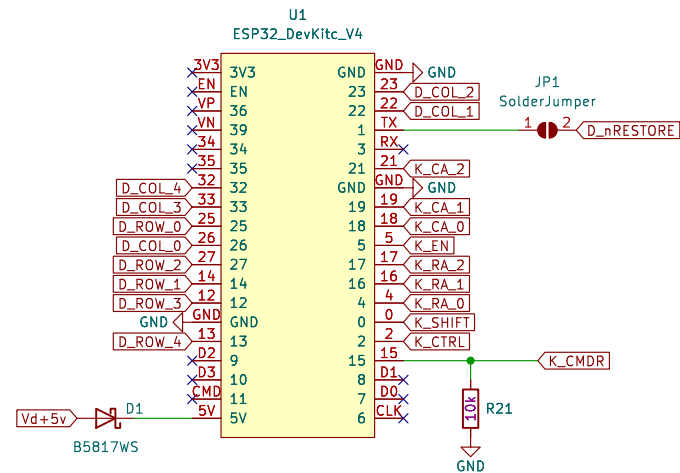 U1
ESP32_DevKitc_V4
3V3 3V3 GND GND GND
EN EN 23 23 D_COL_2
VP 36 22 22 D_COL_1
VN 39 1 TX
JP1
SolderJumper
1 2 D_nRESTORE
34 34 3 RX
35 35 21 21 K_CA_2
D_COL_4 32 32 GND GND GND
D_COL_3 33 33 19 19 K_CA_1
D_ROW_0 25 25 18 18 K_CA_0
D_COL_0 26 26 5 5 K_EN
D_ROW_2 27 27 17 17 K_RA_2
D_ROW_1 14 14 16 16 K_RA_1
D_ROW_3 12 12 4 4 K_RA_0
GND GND GND 0 0 K_SHIFT
D_ROW_4 13 13 2 2 K_CTRL
D2 9 15 15 K_CMDR
D3 10 8 D1
CMD 11 7 D0
Vd+5v D1 5V 5V 6 CLK
B5817WS
10k R21
GND